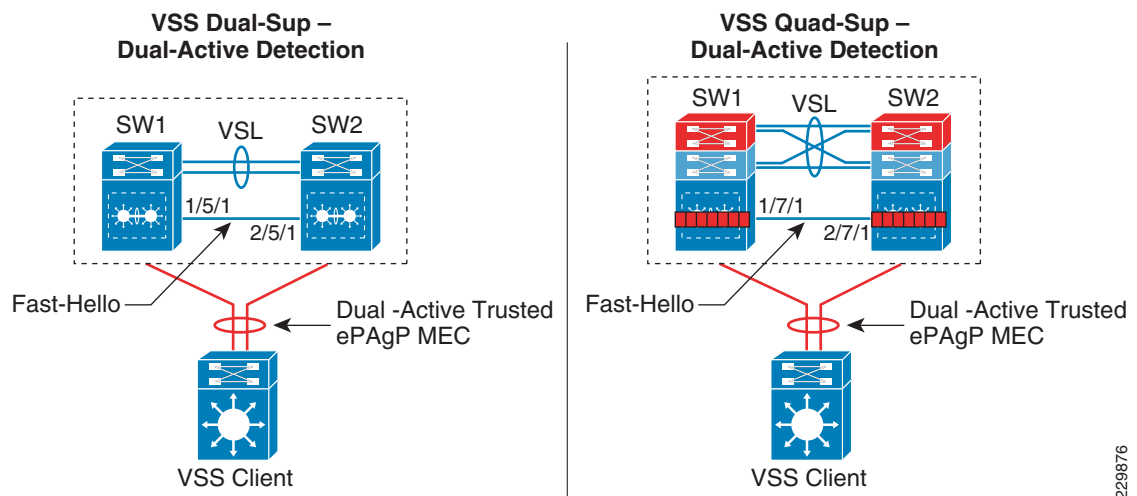 VSS Dual-Sup –
Dual-Active Detection
SW1
VSL
SW2
1/5/1
2/5/1
Fast-Hello
Dual -Active Trusted
ePAgP MEC
VSS Client
VSS Quad-Sup –
Dual-Active Detection
SW1
VSL
SW2
1/7/1
2/7/1
Fast-Hello
Dual -Active Trusted
ePAgP MEC
VSS Client
229876